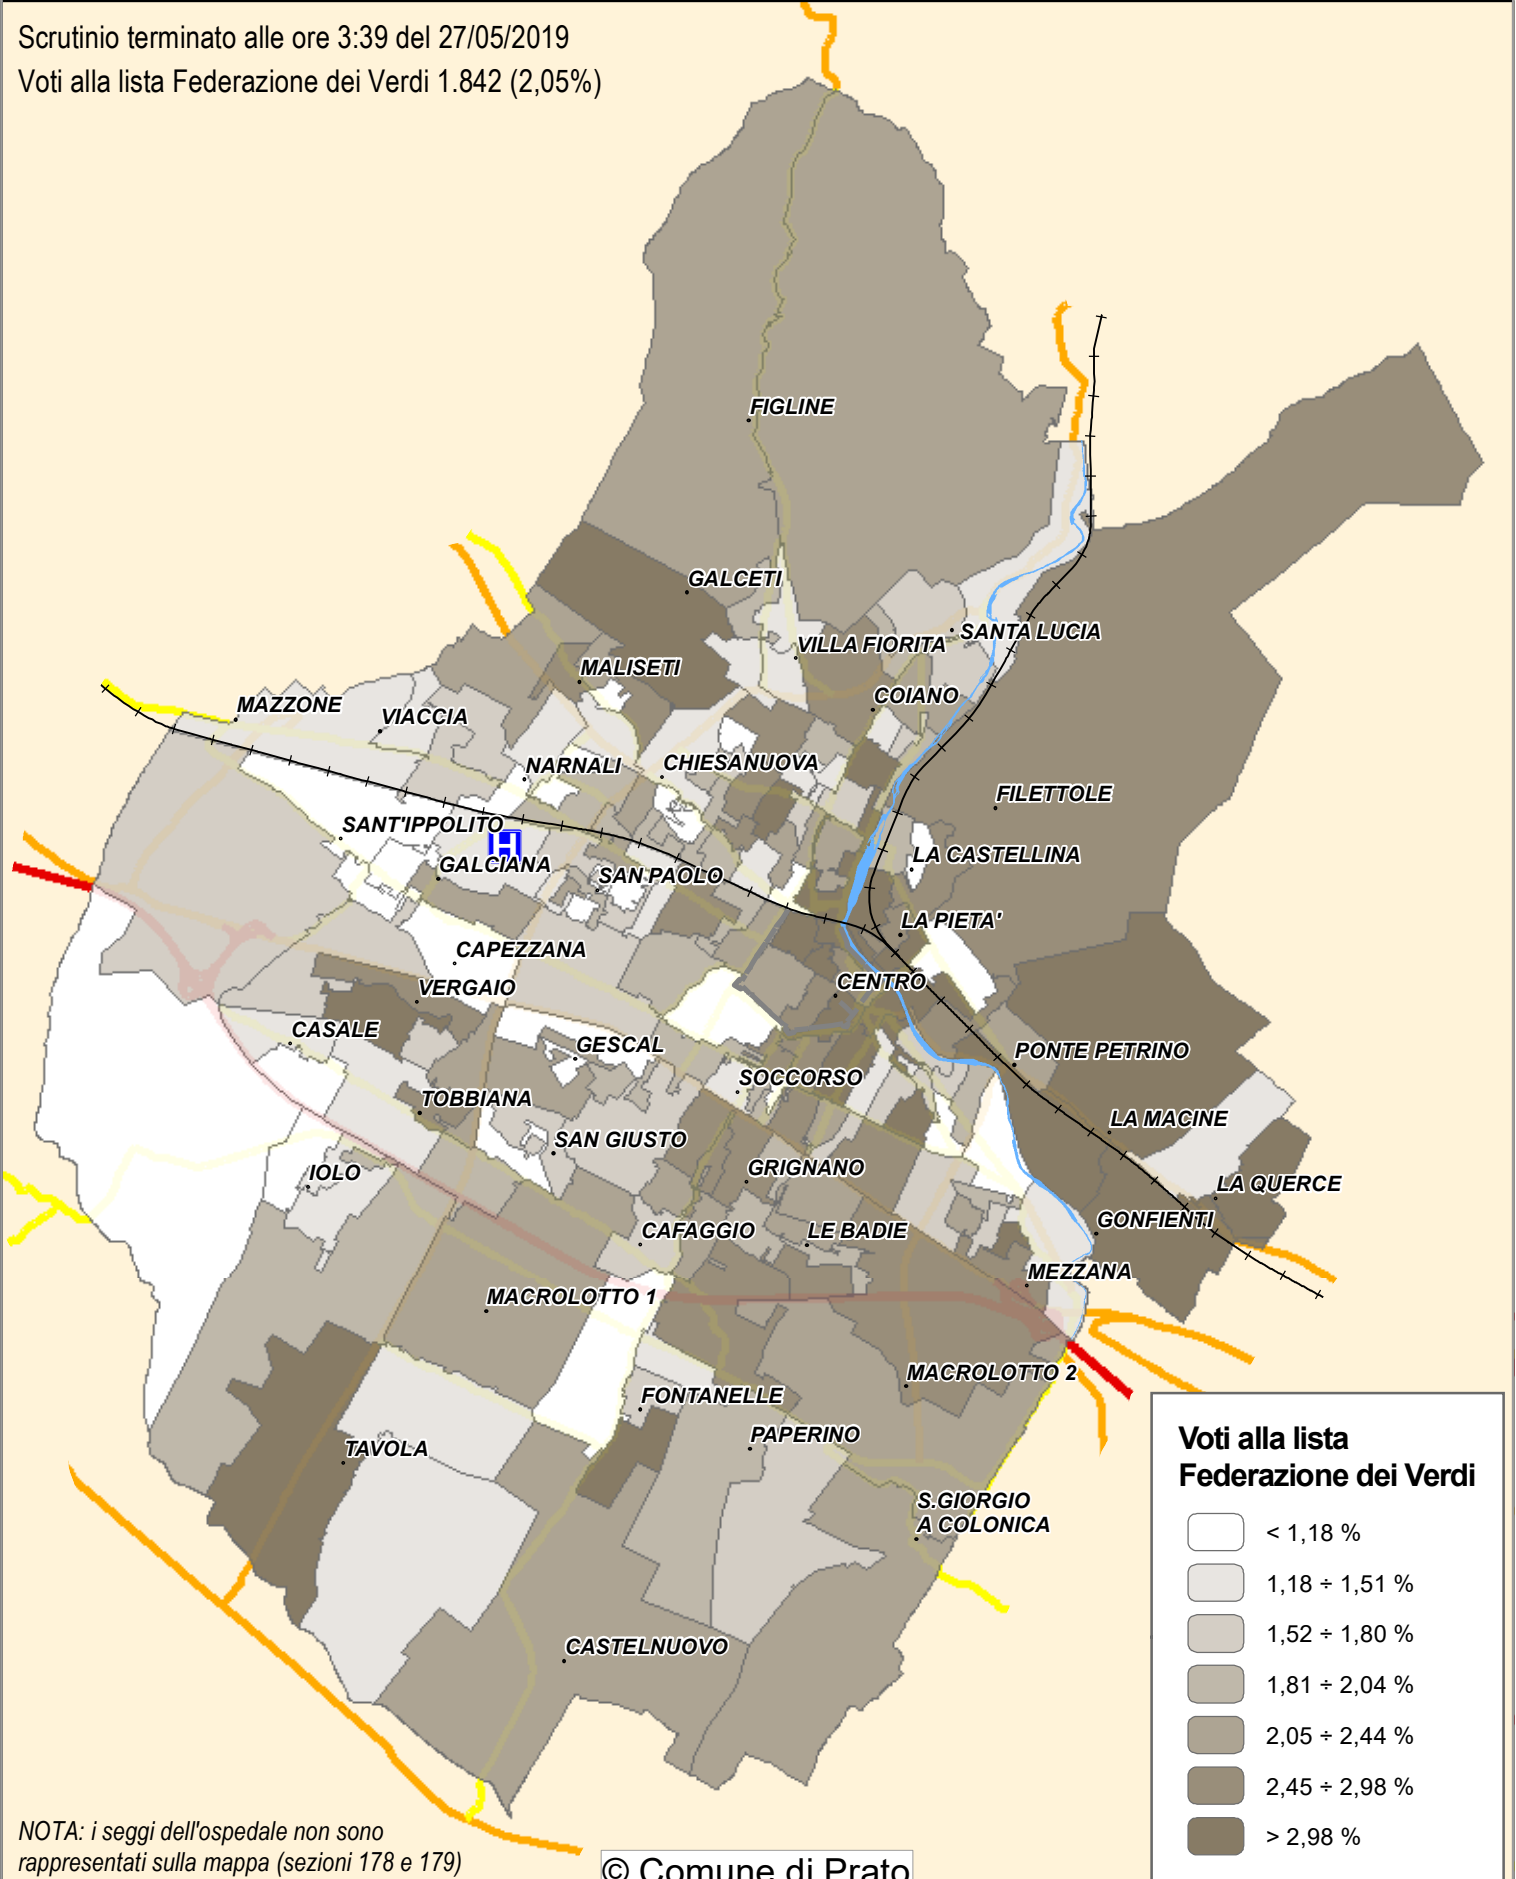 Scrutinio terminato alle ore 3:39 del 27/05/2019
Voti alla lista Federazione dei Verdi 1.842 (2,05%)
FIGLINE
GALCETI
VILLA FIORITA
SANTA LUCIA
MALISETI
COIANO
MAZZONE
VIACCIA
NARNALI
CHIESANUOVA
FILETTOLE
SANT'IPPOLITO
H
GALCIANA
SAN PAOLO
LA CASTELLINA
LA PIETA'
CAPEZZANA
CENTRO
VERGAIO
CASALE
GESCAL
PONTE PETRINO
SOCCORSO
TOBBIANA
LA MACINE
SAN GIUSTO
GRIGNANO
IOLO
LA QUERCE
CAFAGGIO
LE BADIE
GONFIENTI
MEZZANA
MACROLOTTO 1
MACROLOTTO 2
FONTANELLE
PAPERINO
TAVOLA
S.GIORGIO
A COLONICA
CASTELNUOVO
Voti alla lista
Federazione dei Verdi
< 1,18 %
1,18 ÷ 1,51 %
1,52 ÷ 1,80 %
1,81 ÷ 2,04 %
2,05 ÷ 2,44 %
2,45 ÷ 2,98 %
> 2,98 %
NOTA: i seggi dell'ospedale non sono
rappresentati sulla mappa (sezioni 178 e 179)
© Comune di Prato